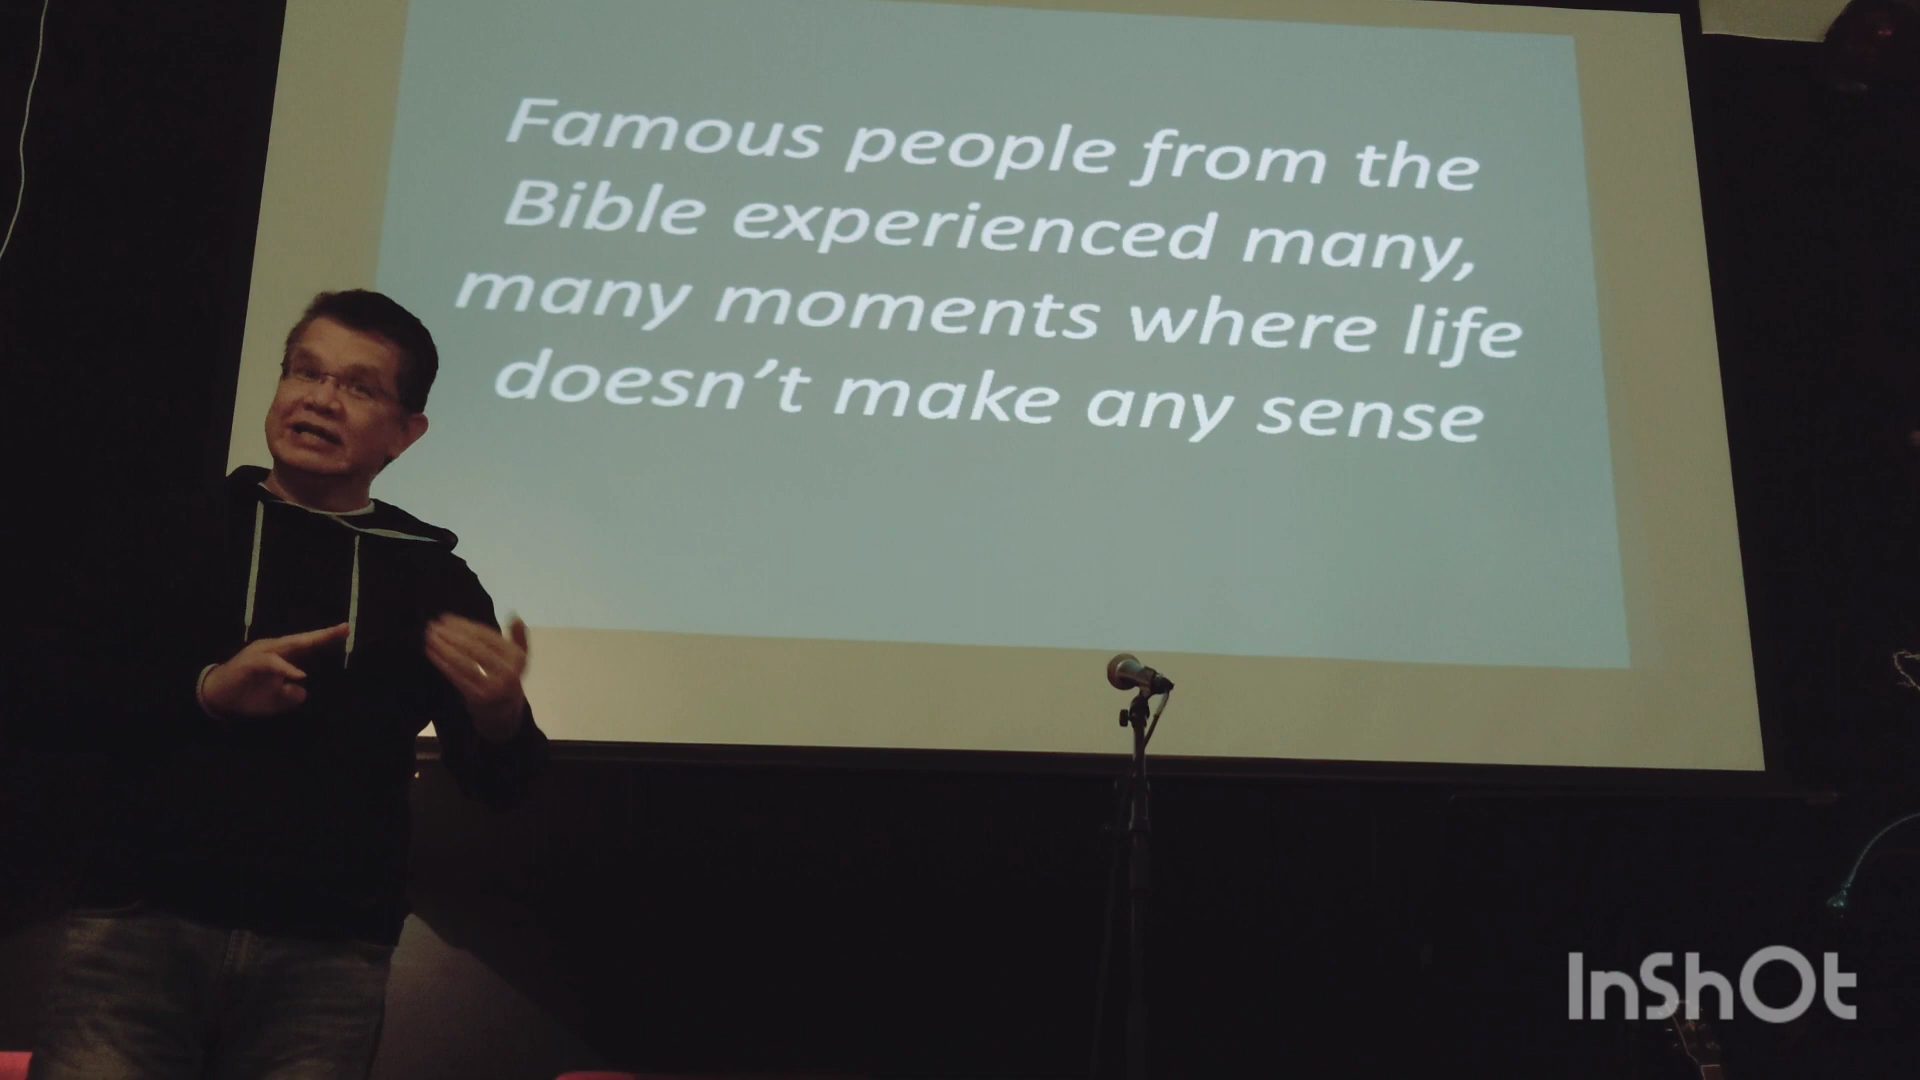 Famous people from the
Bible experienced many,
many moments where life
doesn't make any sense
InShOt